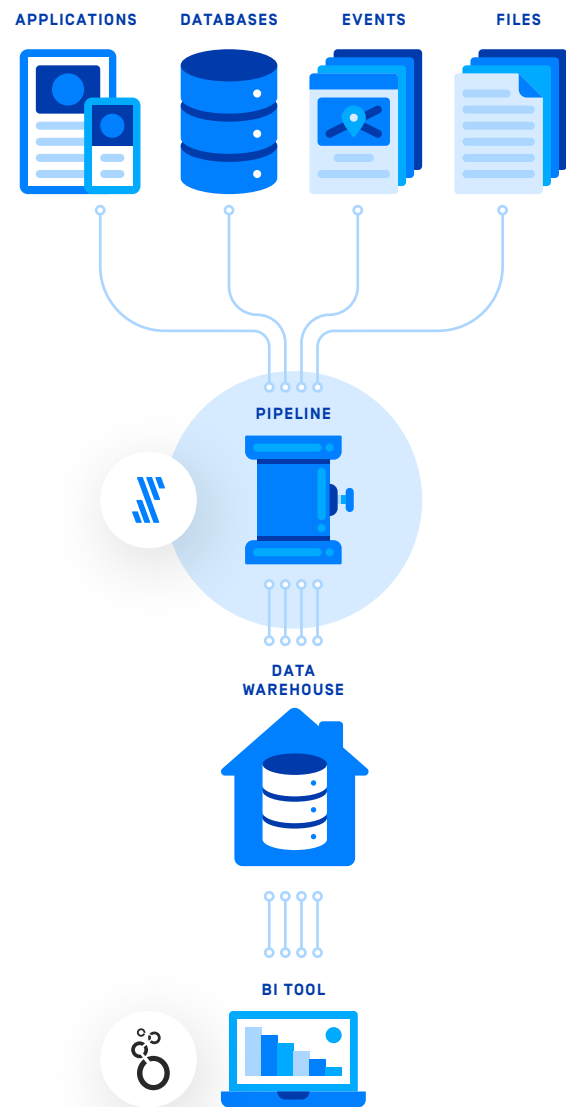 APPLICATIONS
DATABASES
EVENTS
FILES
PIPELINE
DATA
WAREHOUSE
BI TOOL